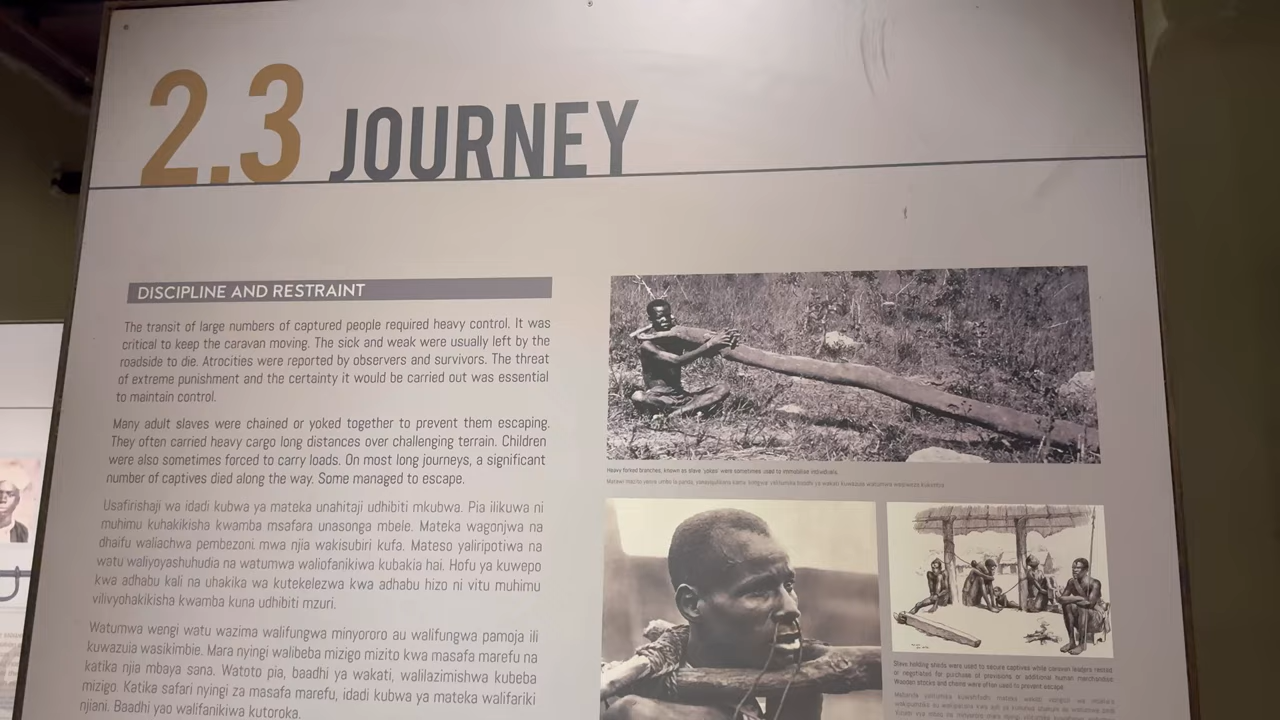 2.3 JOURNEY
DISCIPLINE AND RESTRAINT
The transit of large numbers of captured people required heavy control. It was
critical to keep the caravan moving. The sick and weak were usually left by the
roadside to die. Atrocities were reported by observers and survivors. The threat
of extreme punishment and the certainty it would be carried out was essential
to maintain control.
Many adult slaves were chained or yoked together to prevent them escaping.
They often carried heavy cargo long distances over challenging terrain. Children
were also sometimes forced to carry loads. On most long journeys, a significant
number of captives died along the way. Some managed to escape.
Usafirishaji wa idadi kubwa ya mateka unahitaji udhibiti mkubwa. Pia ilikuwa ni
muhimu kuhakikisha kwamba msafara unasonga mbele. Mateka wagonjwa na
dhaifu waliachwa pembezoni mwa njia wakisubiri kufa. Mateso yaliripotiwa na
watu waliyoyashuhudia na watumwa waliofanikiwa kubakia hai. Hofu ya kuwepo
kwa adhabu kali na uhakika wa kutekelezwa kwa adhabu hizo ni vitu muhimu
vilivyohakikisha kwamba kuna udhibiti mzuri.
Watumwa wengi watu wazima walifungwa minyororo au walifungwa pamoja ili
kuwazuia wasikimbie. Mara nyingi walibeba mizigo mizito kwa masafa marefu na
katika njia mbaya sana. Watoto pia, baadhi ya wakati, walilazimishwa kubeba
mizigo. Katika safari nyingi za masafa marefu, idadi kubwa ya mateka walifariki
njiani. Baadhi yao walifanikiwa kutoroka.
Heavy forked branches, known as slave 'yokes' were sometimes used to immobilise individuals.
Slave holding sheds were used to secure captives while caravan leaders rested
or negotiated for purchase of provisions or additional human merchandise.
Wooden stocks and chains were often used to prevent escape.